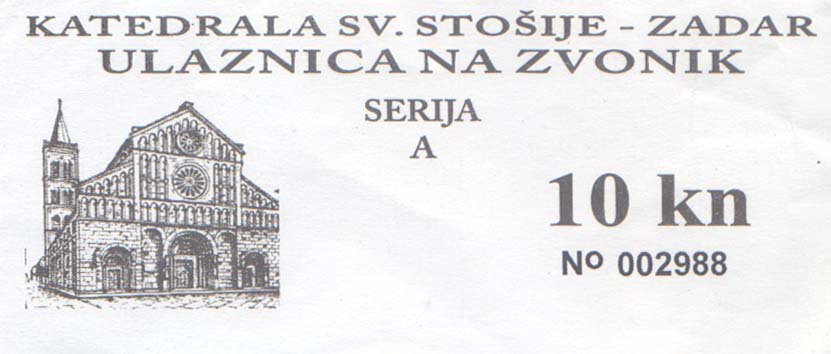 KATEDRALA SV. STOŠIJE - ZADAR
ULAZNICA NA ZVONIK
SERIJA
A
10 kn
Nº 002988